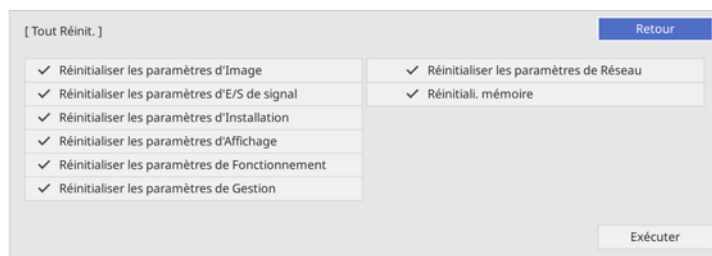 [ Tout Réinit. ]
Retour
Réinitialiser les paramètres d'Image
Réinitialiser les paramètres d'E/S de signal
Réinitialiser les paramètres d'Installation
Réinitialiser les paramètres d'Affichage
Réinitialiser les paramètres de Fonctionnement
Réinitialiser les paramètres de Gestion
Réinitialiser les paramètres de Réseau
Réinitiali. mémoire
Exécuter